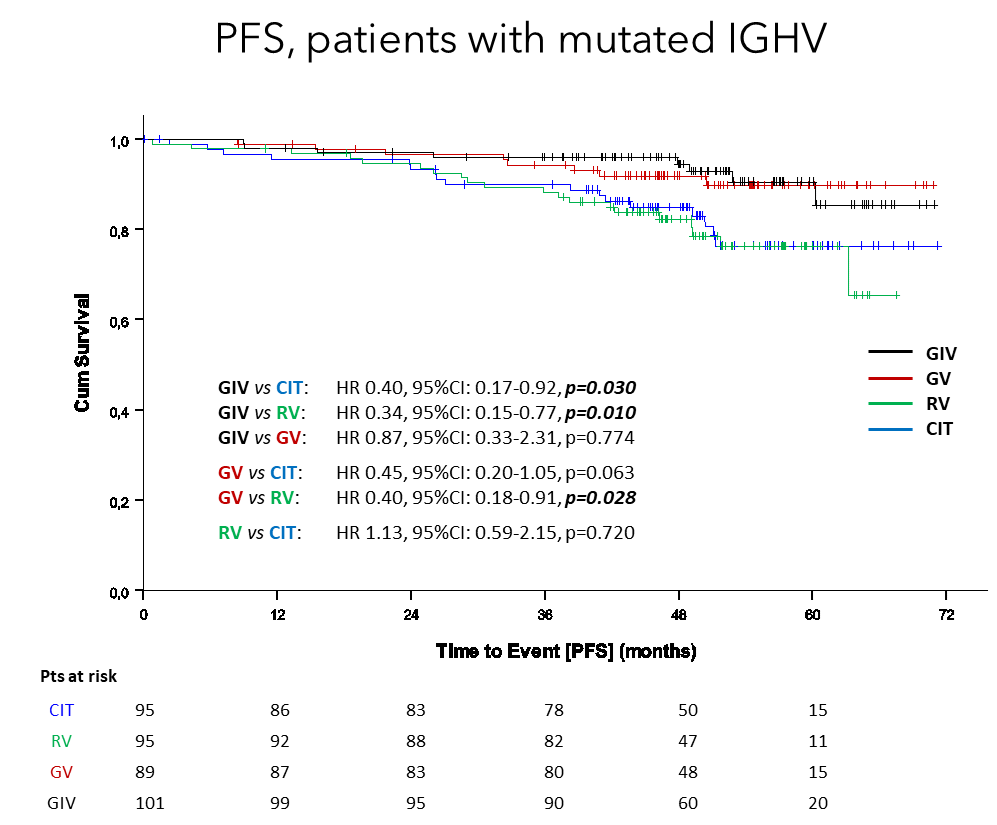 PFS, patients with mutated IGHV
1,0
0,8
0,6
0,4
0,2
0,0
Cum Survival
GIV
GV
RV
CIT
GIV vs CIT: HR 0.40, 95%CI: 0.17-0.92, p=0.030
GIV vs RV: HR 0.34, 95%CI: 0.15-0.77, p=0.010
GIV vs GV: HR 0.87, 95%CI: 0.33-2.31, p=0.774
GV vs CIT: HR 0.45, 95%CI: 0.20-1.05, p=0.063
GV vs RV: HR 0.40, 95%CI: 0.18-0.91, p=0.028
RV vs CIT: HR 1.13, 95%CI: 0.59-2.15, p=0.720
0 12 24 36 48 60 72
Time to Event [PFS] (months)
Pts at risk
CIT 95 86 83 78 50 15
RV 95 92 88 82 47 11
GV 89 87 83 80 48 15
GIV 101 99 95 90 60 20